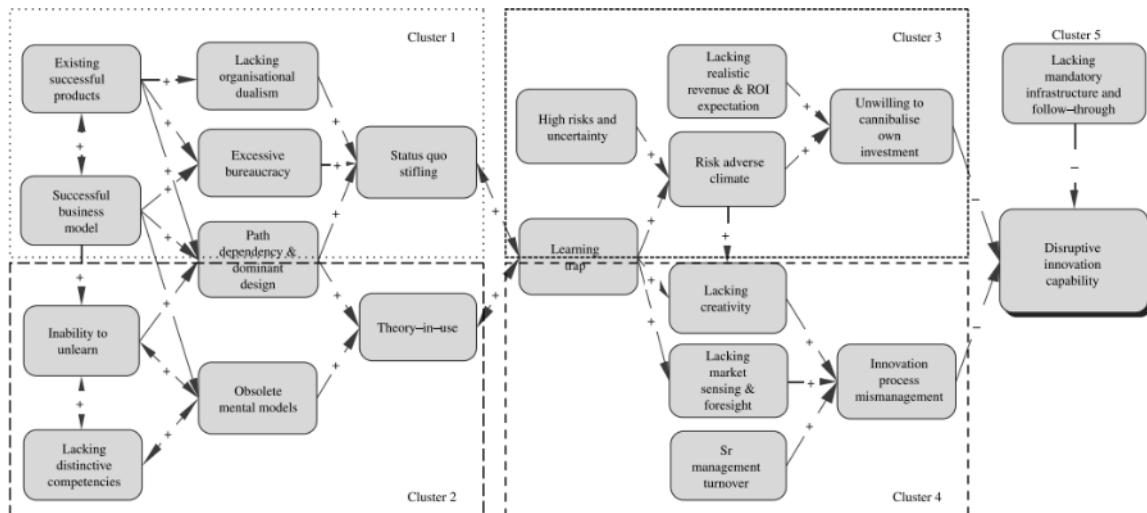 Cluster 1
Existing
successful
products
+
Lacking
organisational
dualism
+
+
+
+
+
Excessive
bureaucracy
+
Status quo
stifling
Successful
business
model
+
+
+
+
+
Path
dependency &
dominant
design
+
+
Inability to
unlearn
+
+
Theory–in–use
+
+
+
Obsolete
mental models
+
+
Lacking
distinctive
competencies
Cluster 2
Cluster 3
Lacking
realistic
revenue & ROI
expectation
+
High risks and
uncertainty
+
Risk adverse
climate
+
Unwilling to
cannibalise
own
investment
–
Learning
trap
+
+
+
Lacking
creativity
+
Lacking
market
sensing &
foresight
+
Innovation
process
mismanagement
–
Sr
management
turnover
+
Cluster 4
Cluster 5
Lacking
mandatory
infrastructure and
follow–through
–
Disruptive
innovation
capability